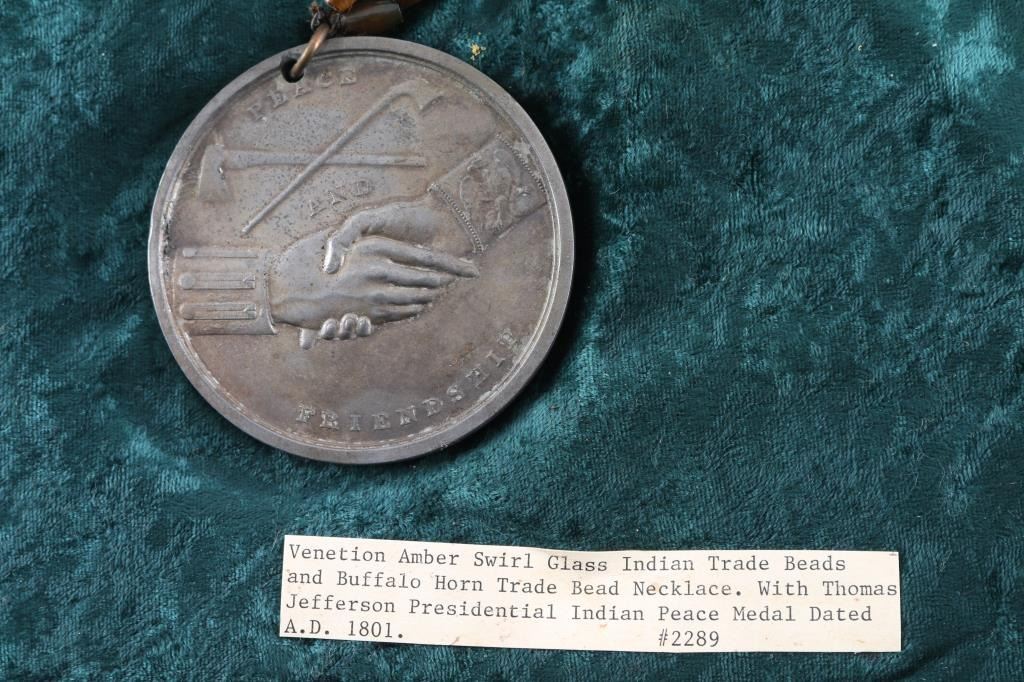 PEACE
AND
FRIENDSHIP
Venetion Amber Swirl Glass Indian Trade Beads
and Buffalo Horn Trade Bead Necklace. With Thomas
Jefferson Presidential Indian Peace Medal Dated
A.D. 1801. #2289